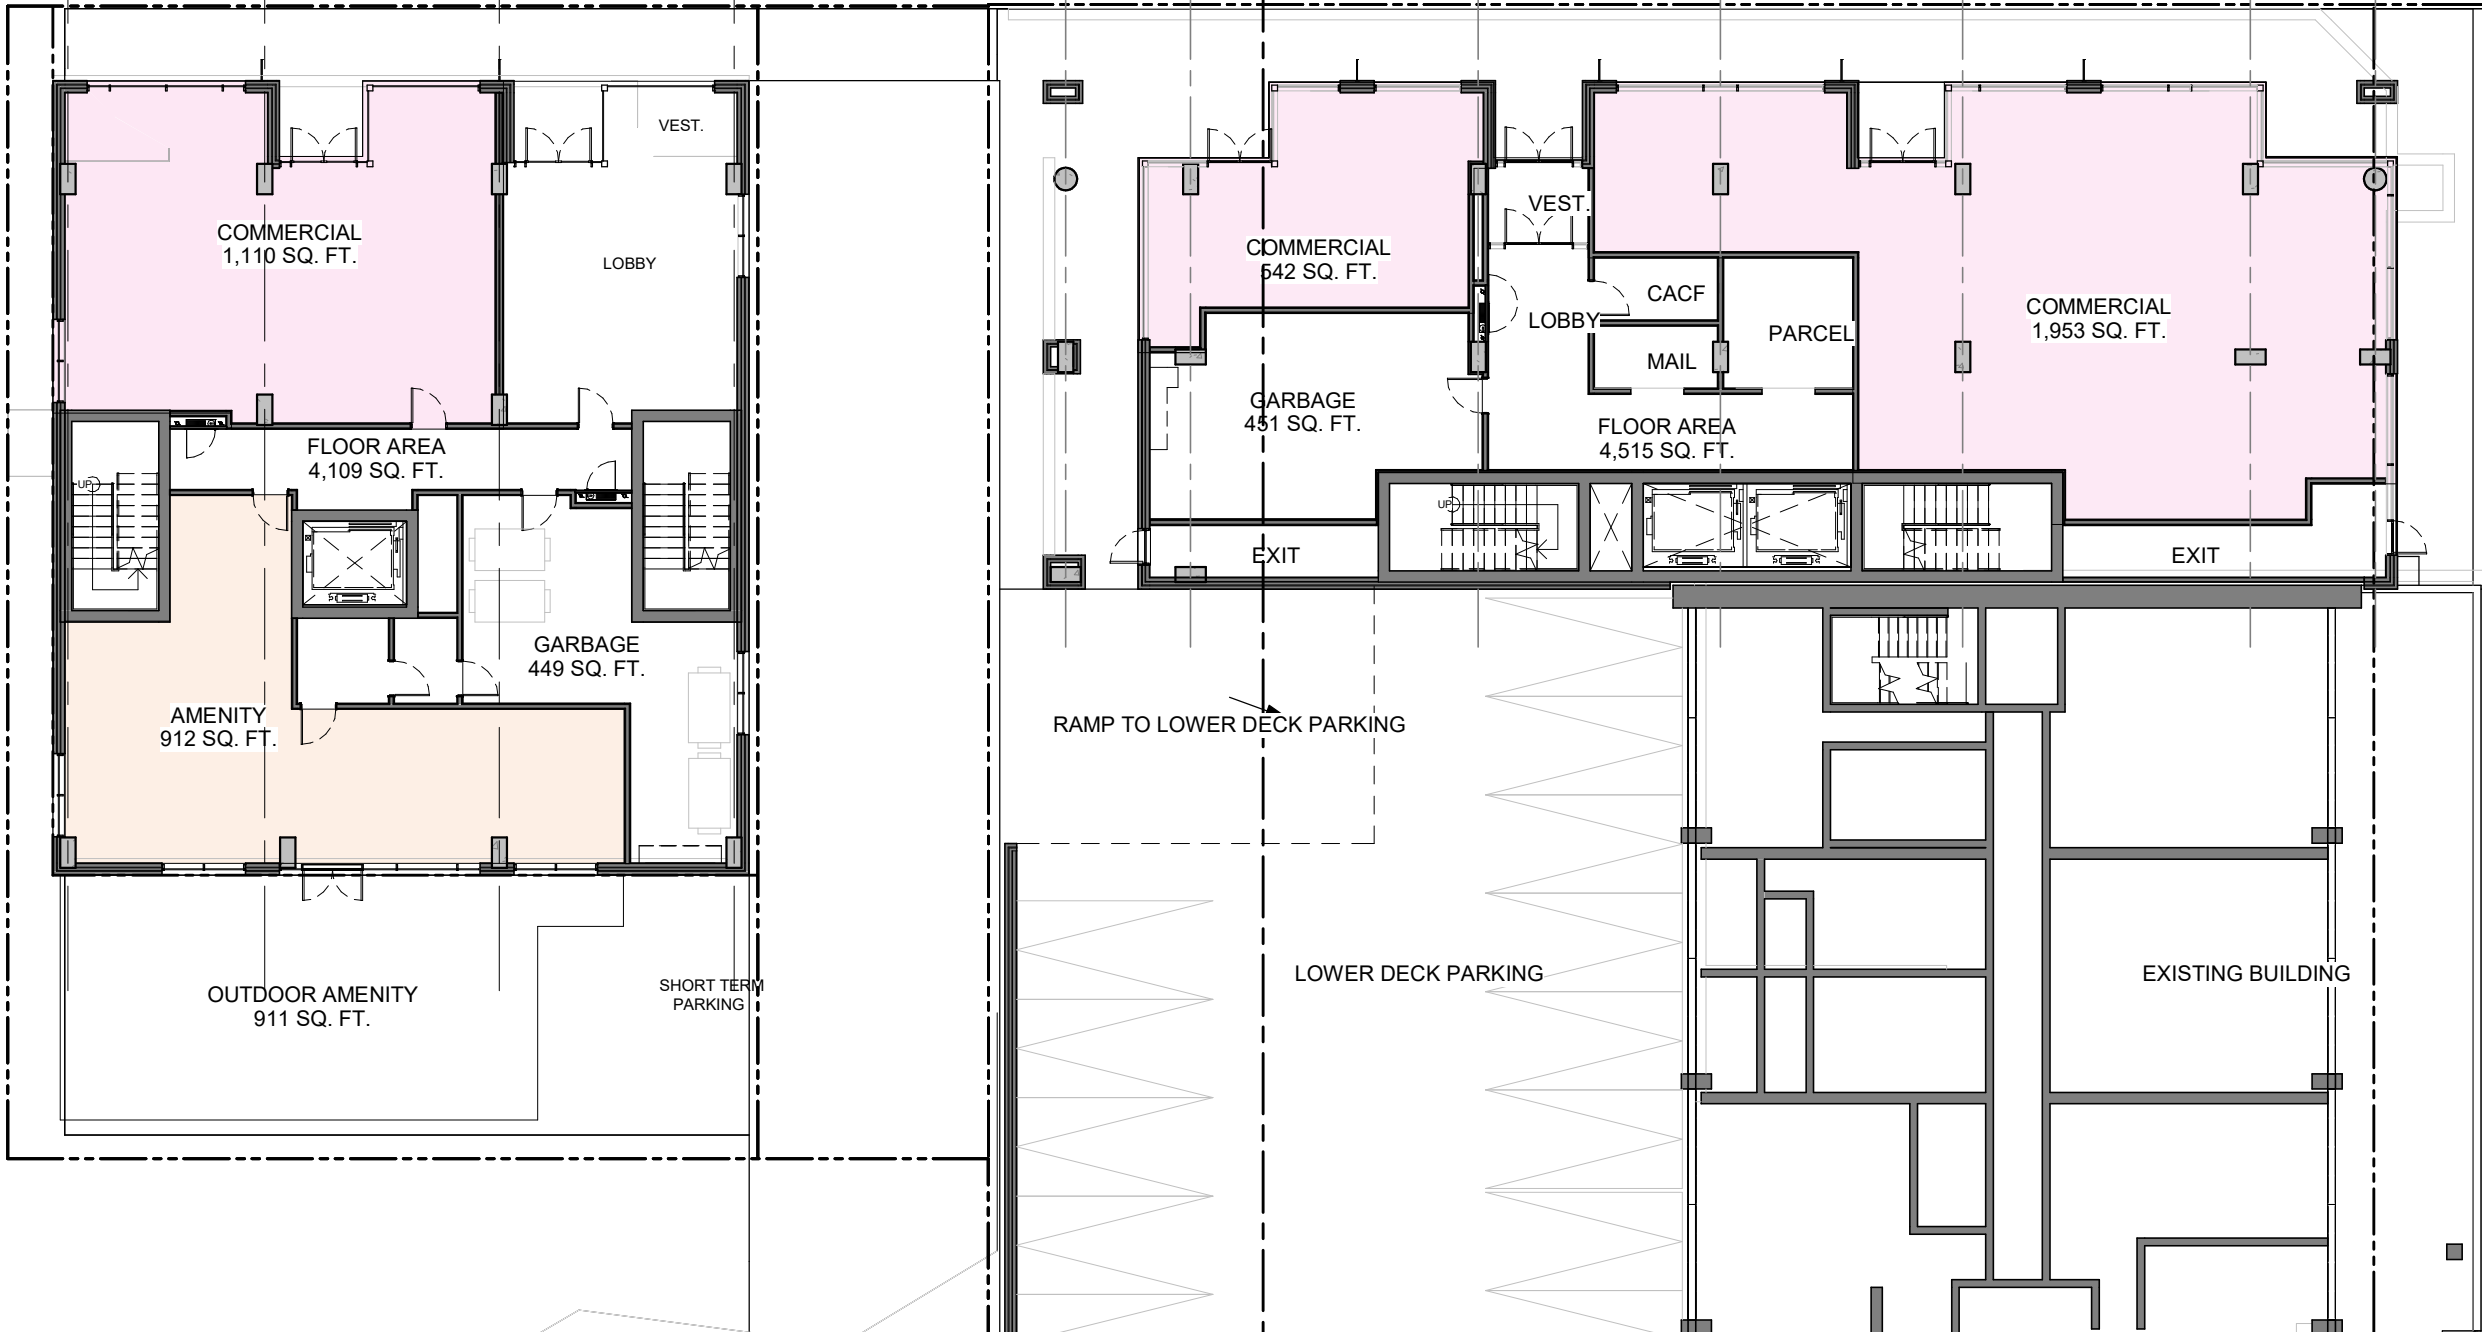 VEST.
COMMERCIAL
1,110 SQ. FT.
LOBBY
FLOOR AREA
4,109 SQ. FT.
UP
GARBAGE
449 SQ. FT.
AMENITY
912 SQ. FT.
OUTDOOR AMENITY
911 SQ. FT.
SHORT TERM
PARKING
VEST.
COMMERCIAL
542 SQ. FT.
CACF
LOBBY
PARCEL
MAIL
COMMERCIAL
1,953 SQ. FT.
GARBAGE
451 SQ. FT.
FLOOR AREA
4,515 SQ. FT.
UP
EXIT
EXIT
RAMP TO LOWER DECK PARKING
LOWER DECK PARKING
EXISTING BUILDING